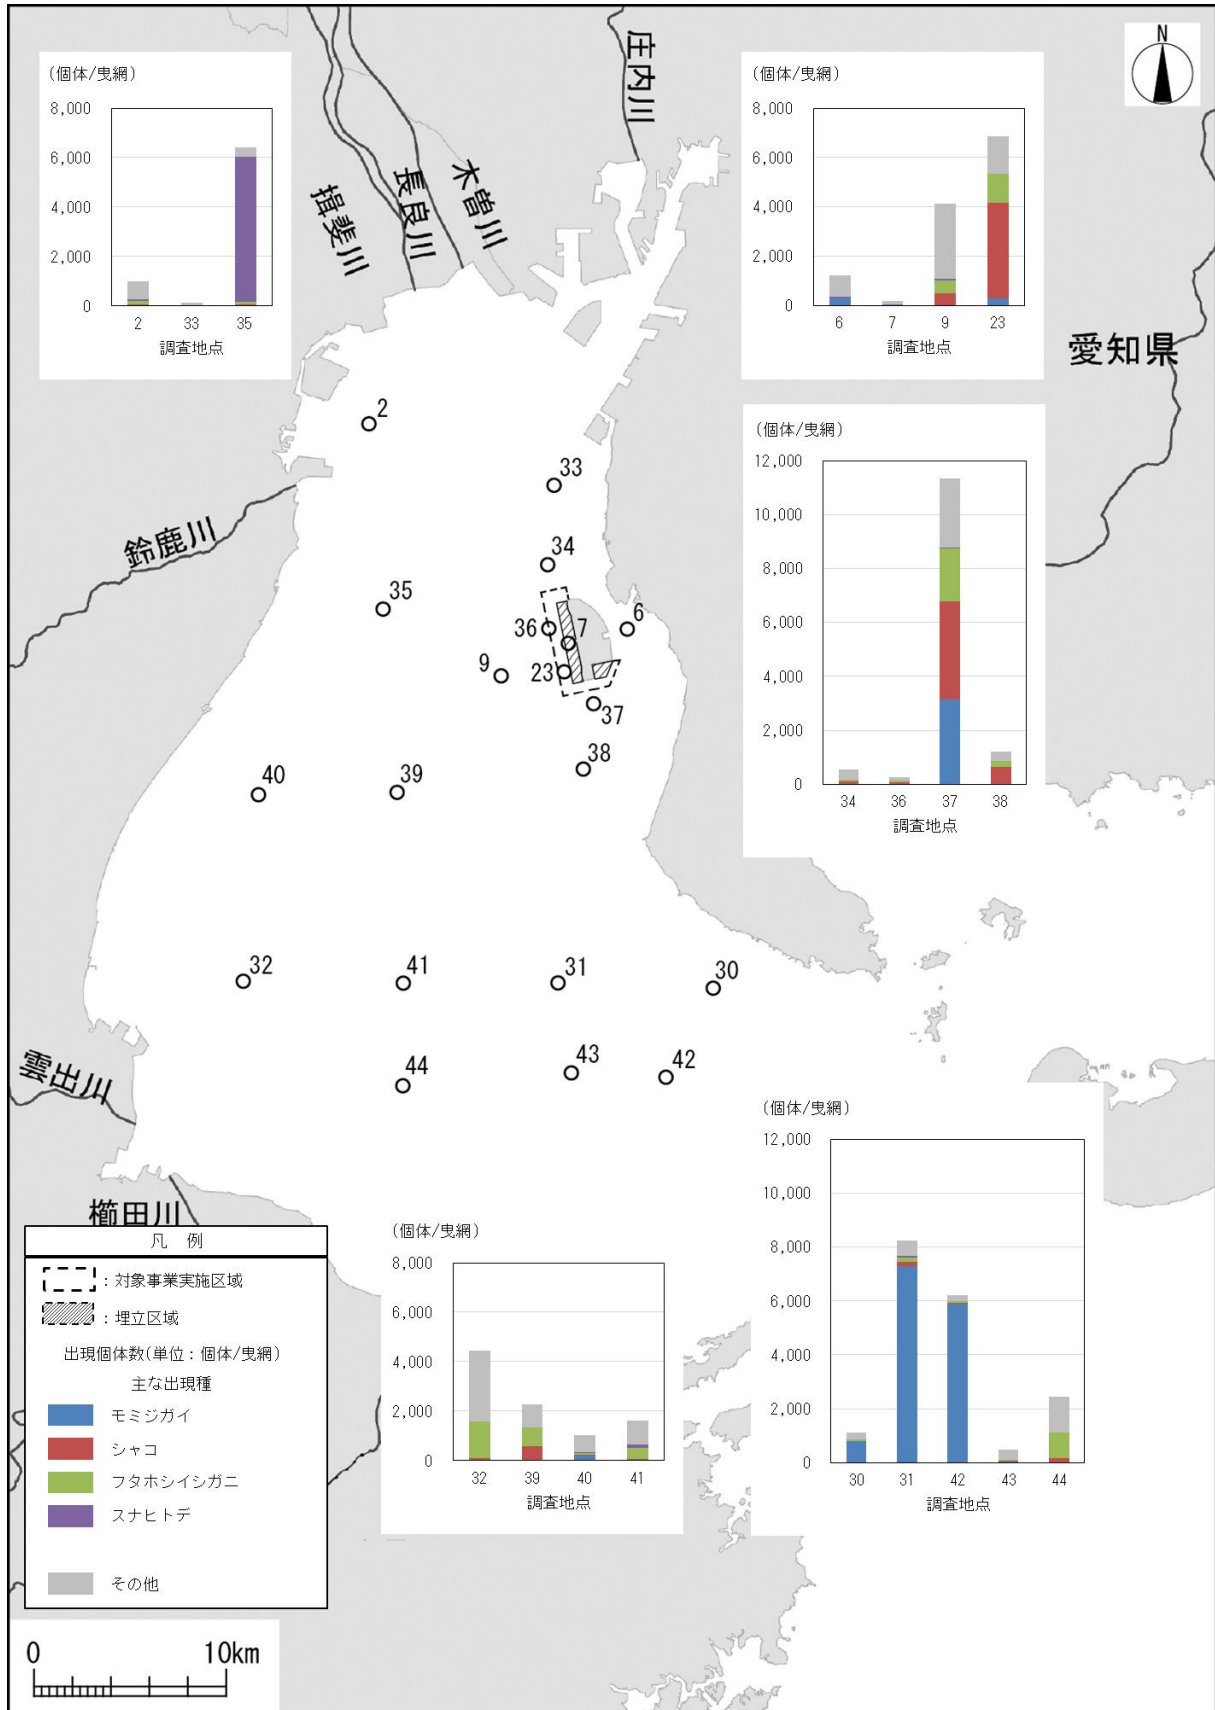 N
庄内川
木曽川
長良川
揖斐川
(個体/曳網)
8,000
6,000
4,000
2,000
0
2 33 35
調査地点
(個体/曳網)
8,000
6,000
4,000
2,000
0
6 7 9 23
調査地点
愛知県
(個体/曳網)
12,000
10,000
8,000
6,000
4,000
2,000
0
34 36 37 38
調査地点
鈴鹿川
2
33
34
35
36
7
6
9
23
37
38
40
39
32
41
31
30
44
43
42
雲出川
櫛田川
(個体/曳網)
12,000
10,000
8,000
6,000
4,000
2,000
0
30 31 42 43 44
調査地点
(個体/曳網)
8,000
6,000
4,000
2,000
0
32 39 40 41
調査地点
凡 例
:対象事業実施区域
:埋立区域
出現個体数(単位:個体/曳網)
主な出現種
モミジガイ
シャコ
フタホシイシガニ
スナヒトデ
その他
0 10km